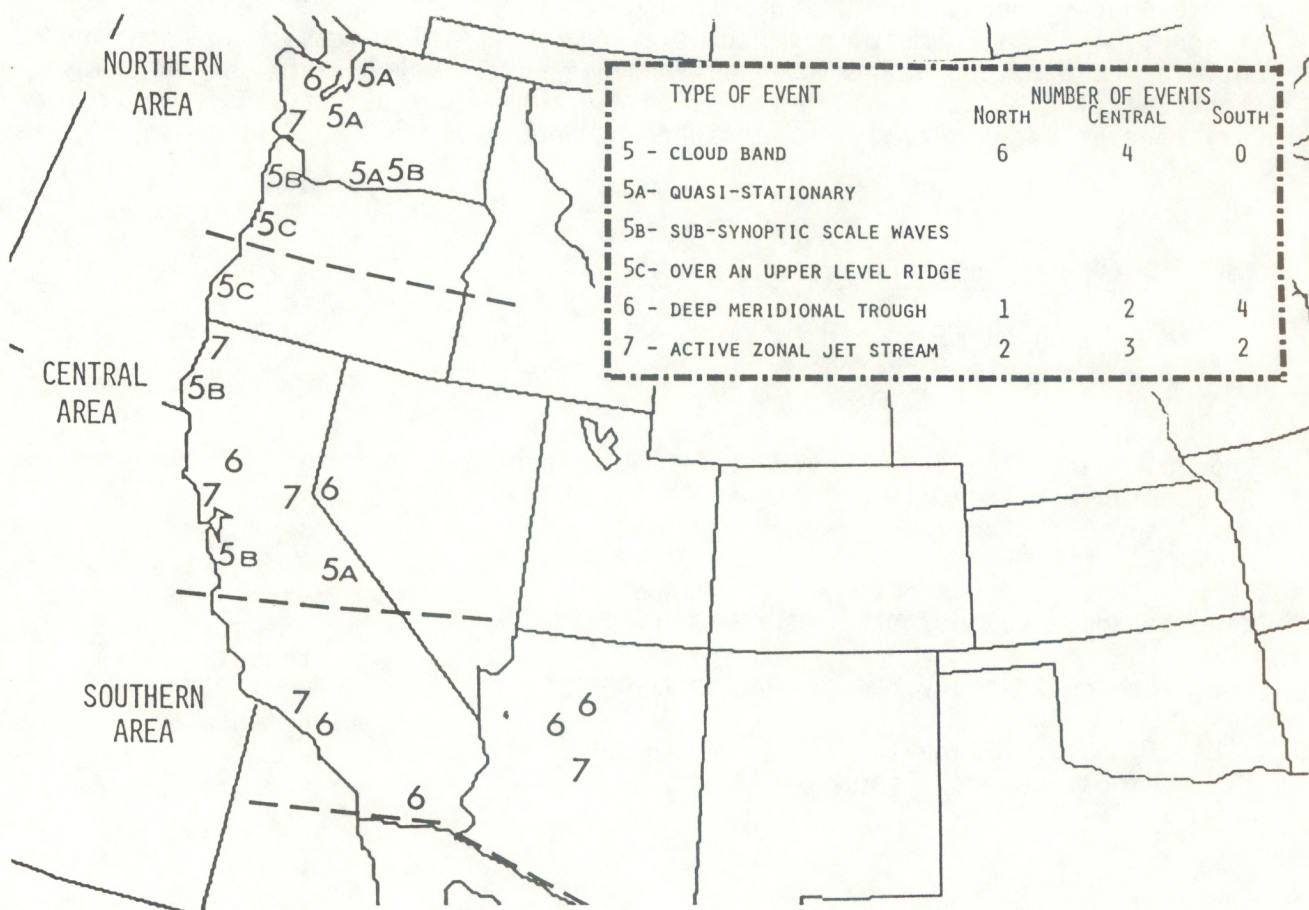 NORTHERN
AREA
6 5A
5A
7
5B 5A 5B
5C
5C
TYPE OF EVENT NUMBER OF EVENTS
NORTH CENTRAL SOUTH
5 - CLOUD BAND 6 4 0
5A- QUASI-STATIONARY
5B- SUB-SYNOPTIC SCALE WAVES
5C- OVER AN UPPER LEVEL RIDGE
6 - DEEP MERIDIONAL TROUGH 1 2 4
7 - ACTIVE ZONAL JET STREAM 2 3 2
CENTRAL
AREA
7
5B
6
7 7 6
5B 5A
SOUTHERN
AREA
7 6
6 6
7
6